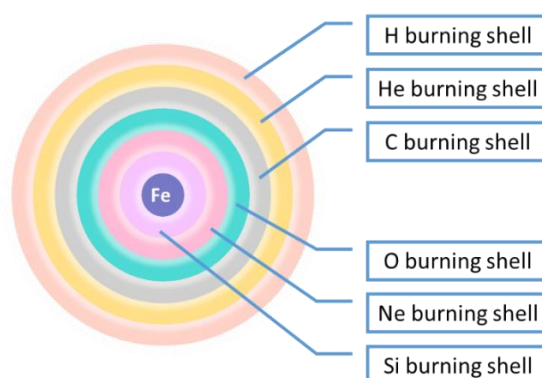 H burning shell
He burning shell
C burning shell
Fe
O burning shell
Ne burning shell
Si burning shell